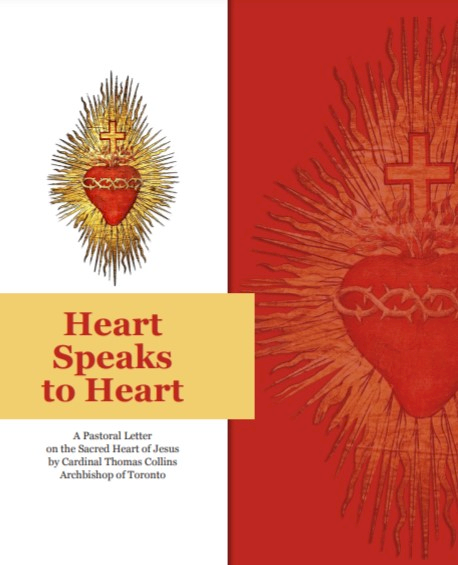 Heart
Speaks
to Heart
A Pastoral Letter
on the Sacred Heart of Jesus
by Cardinal Thomas Collins
Archbishop of Toronto